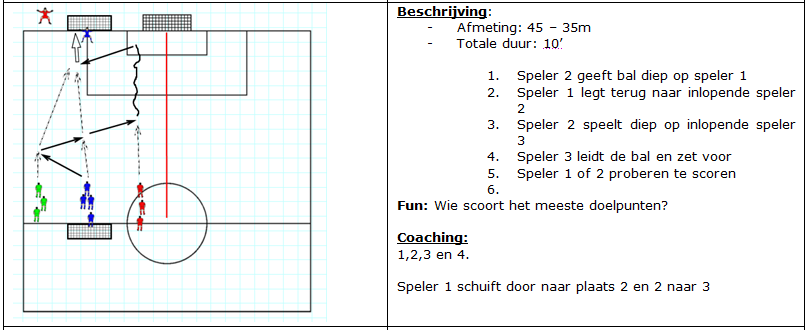 Beschrijving:
- Afmeting: 45 – 35m
- Totale duur: 10’
1. Speler 2 geeft bal diep op speler 1
2. Speler 1 legt terug naar inlopende speler
2
3. Speler 2 speelt diep op inlopende speler
3
4. Speler 3 leidt de bal en zet voor
5. Speler 1 of 2 proberen te scoren
6.
Fun: Wie scoort het meeste doelpunten?
Coaching:
1,2,3 en 4.
Speler 1 schuift door naar plaats 2 en 2 naar 3